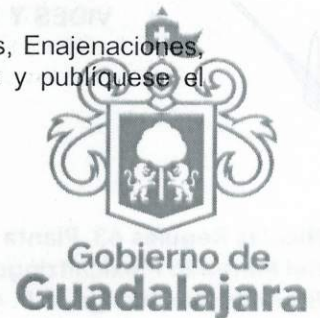 s, Enajenaciones,
y publíquese el
Gobierno de
Guadalajara